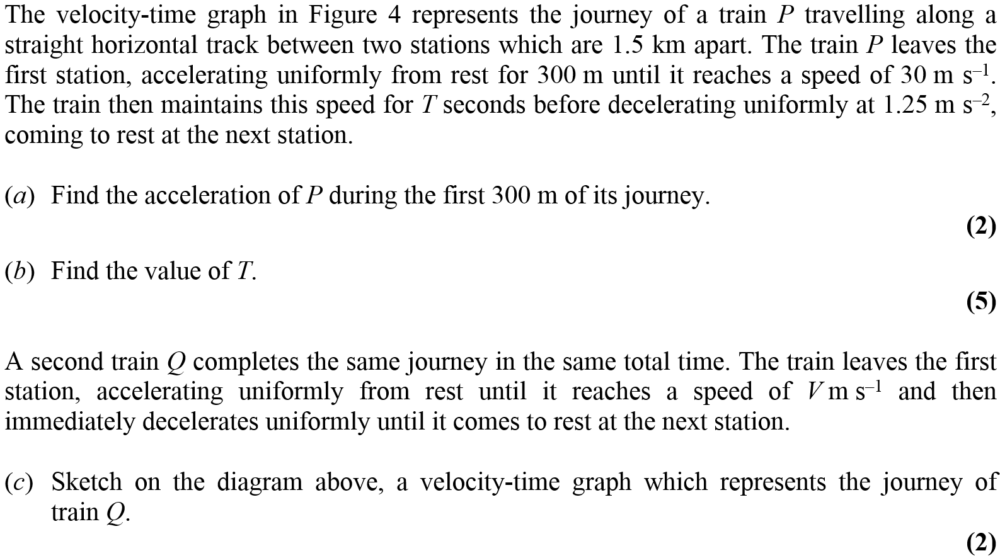 The velocity-time graph in Figure 4 represents the journey of a train P travelling along a
straight horizontal track between two stations which are 1.5 km apart. The train P leaves the
first station, accelerating uniformly from rest for 300 m until it reaches a speed of 30 m s⁻¹.
The train then maintains this speed for T seconds before decelerating uniformly at 1.25 m s⁻²,
coming to rest at the next station.
(a) Find the acceleration of P during the first 300 m of its journey.
(2)
(b) Find the value of T.
(5)
A second train Q completes the same journey in the same total time. The train leaves the first
station, accelerating uniformly from rest until it reaches a speed of V m s⁻¹ and then
immediately decelerates uniformly until it comes to rest at the next station.
(c) Sketch on the diagram above, a velocity-time graph which represents the journey of
train Q.
(2)